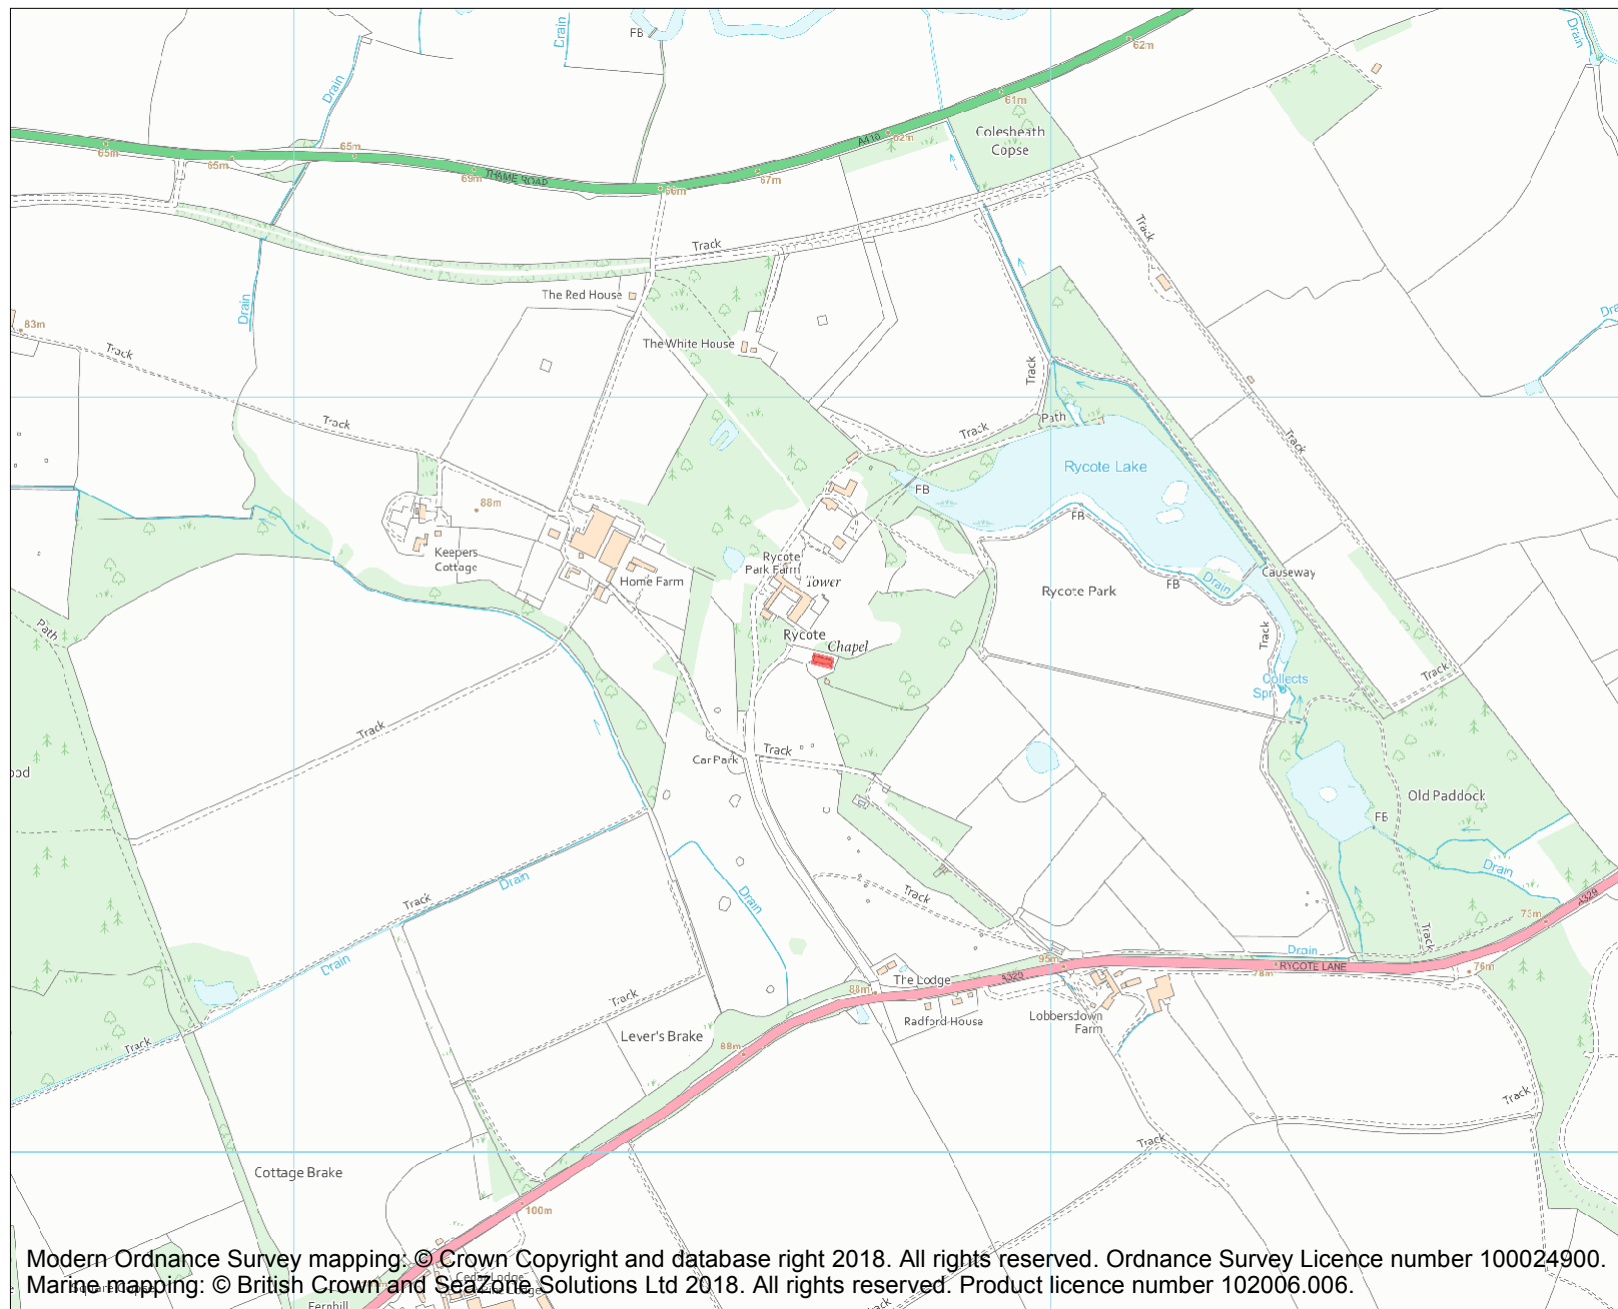 FB
Drain
Drain
Drain
62m
61m
Colesheath
Copse
A418
62m
65m
65m
65m
69m
THAME ROAD
66m
67m
Track
Track
The Red House
Drain
83m
Track
The White House
Track
Track
Path
Track
Track
Rycote Lake
FB
FB
88m
Keepers
Cottage
Home Farm
Rycote
Park Farm
Tower
Rycote
Chapel
Rycote Park
FB
Drain
Causeway
Track
Collects
Spr
Track
Path
Track
Car Park
Track
Old Paddock
FB
Drain
Track
Drain
Drain
Track
Drain
Track
Track
73m
A329
Drain
RYCOTE LANE
78m
76m
95m
A329
The Lodge
88m
Radford House
Lobbersdown
Farm
Track
Lever's Brake
88m
Track
Track
Track
Cottage Brake
100m
Modern Ordnance Survey mapping: © Crown Copyright and database right 2018. All rights reserved. Ordnance Survey Licence number 100024900.
Marine mapping: © British Crown and SeaZone Solutions Ltd 2018. All rights reserved. Product licence number 102006.006.
Cedar Lodge
Fernhill
Track